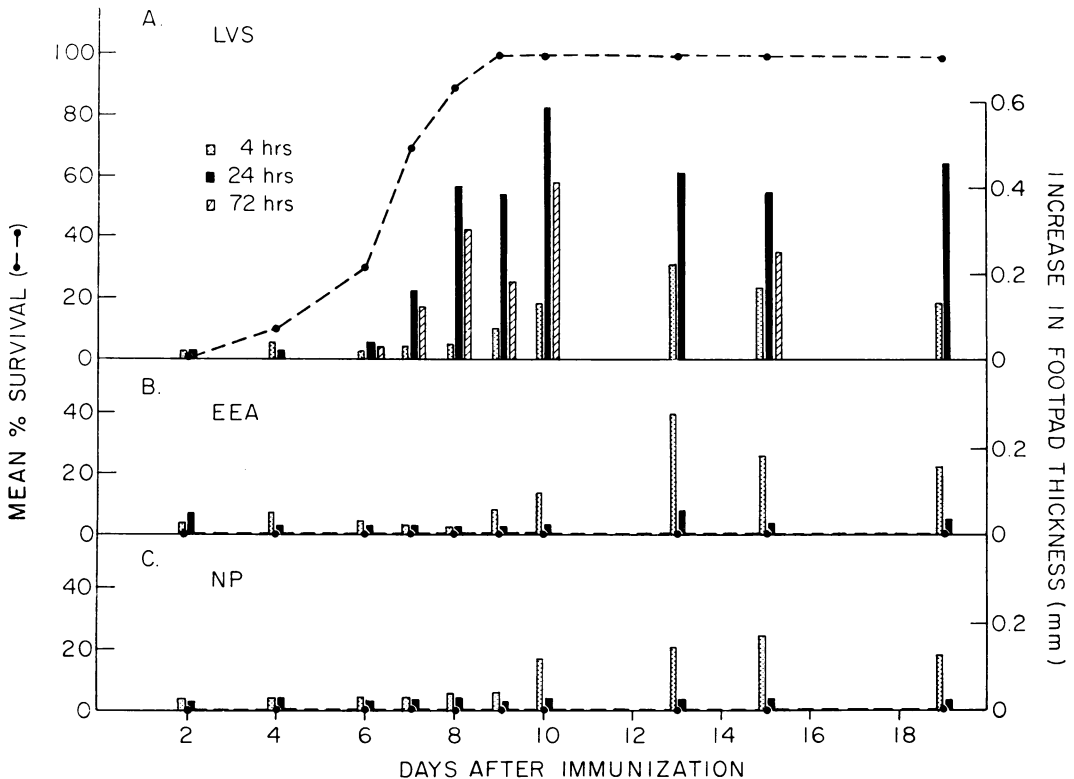 A.
LVS
100
80
60
40
20
0
4 hrs
24 hrs
72 hrs
0.6
0.4
0.2
0
B.
EEA
40
20
0
0.2
0
C.
NP
40
20
0
0.2
0
2 4 6 8 10 12 14 16 18
DAYS AFTER IMMUNIZATION
MEAN % SURVIVAL
INCREASE IN FOOTPAD THICKNESS (mm)